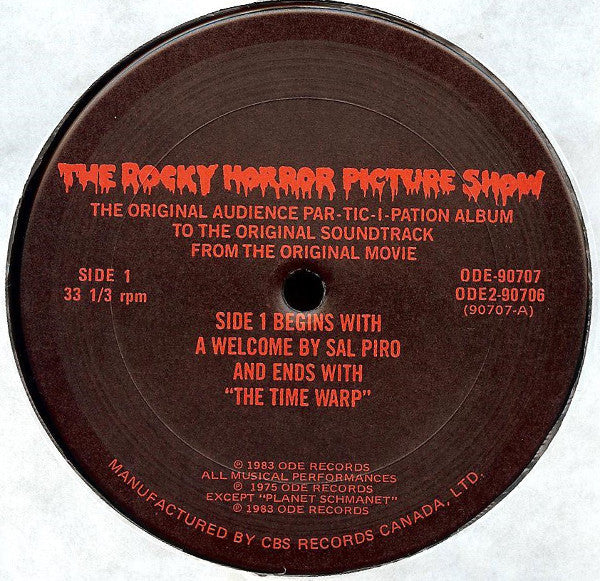 THE ROCKY HORROR PICTURE SHOW
THE ORIGINAL AUDIENCE PAR-TIC-I-PATION ALBUM
TO THE ORIGINAL SOUNDTRACK
FROM THE ORIGINAL MOVIE
SIDE 1
33 1/3 rpm
ODE-90707
ODE2-90706
(90707-A)
SIDE 1 BEGINS WITH
A WELCOME BY SAL PIRO
AND ENDS WITH
"THE TIME WARP"
℗ 1983 ODE RECORDS
ALL MUSICAL PERFORMANCES
℗ 1975 ODE RECORDS
EXCEPT "PLANET SCHMANET"
℗ 1983 ODE RECORDS
MANUFACTURED BY CBS RECORDS CANADA, LTD.